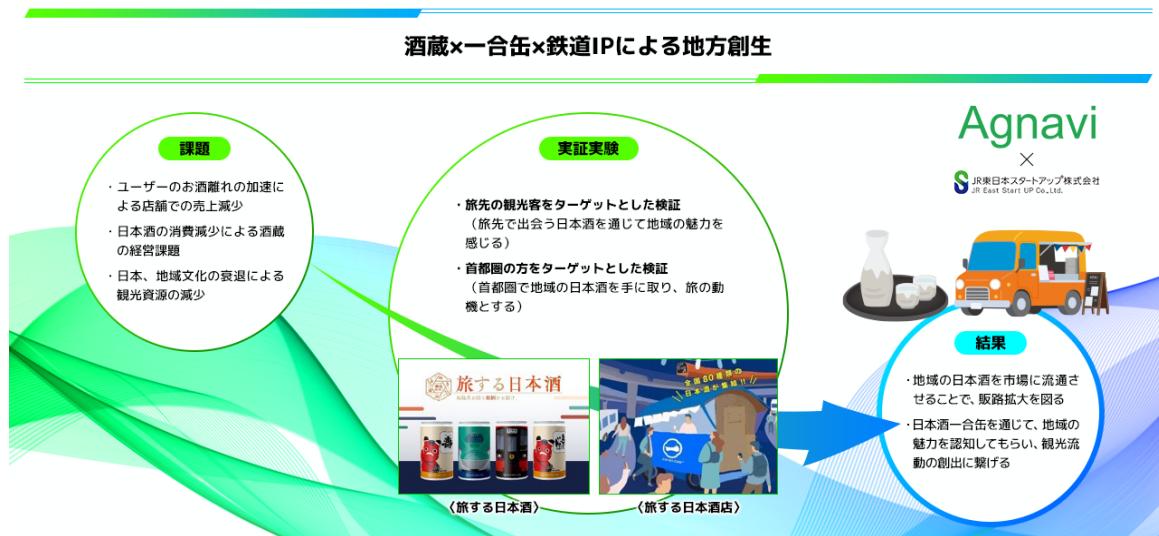 酒蔵×一合缶×鉄道IPによる地方創生
課題
・ユーザーのお酒離れの加速に
よる店舗での売上減少
・日本酒の消費減少による酒蔵
の経営課題
・日本、地域文化の衰退による
観光資源の減少
実証実験
・旅先の観光客をターゲットとした検証
（旅先で出会う日本酒を通じて地域の魅力を
感じる）
・首都圏の方をターゲットとした検証
（首都圏で地域の日本酒を手に取り、旅の動
機とする）
旅する日本酒
〈旅する日本酒〉
全国80種類の
日本酒が集結!!
〈旅する日本酒店〉
Agnavi
×
JR東日本スタートアップ株式会社
JR East Start UP Co.,Ltd.
結果
・地域の日本酒を市場に流通さ
せることで、販路拡大を図る
・日本酒一合缶を通じて、地域の
魅力を認知してもらい、観光流
動の創出に繋げる